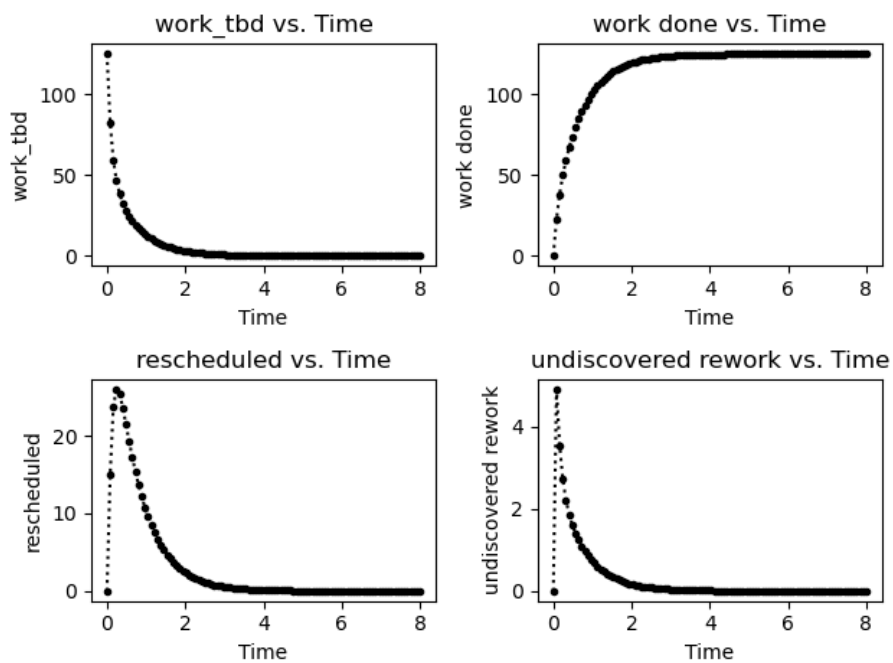 work_tbd vs. Time
work_tbd
100
50
0
0 2 4 6 8
Time
work done vs. Time
work done
100
50
0
0 2 4 6 8
Time
rescheduled vs. Time
rescheduled
20
10
0
0 2 4 6 8
Time
undiscovered rework vs. Time
undiscovered rework
4
2
0
0 2 4 6 8
Time